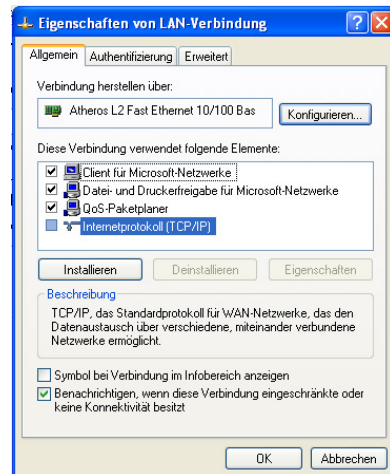 Eigenschaften von LAN-Verbindung
Allgemein Authentifizierung Erweitert
Verbindung herstellen über:
Atheros L2 Fast Ethernet 10/100 Bas
Konfigurieren...
Diese Verbindung verwendet folgende Elemente:
Client für Microsoft-Netzwerke
Datei- und Druckerfreigabe für Microsoft-Netzwerke
QoS-Paketplaner
Internetprotokoll (TCP/IP)
Installieren Deinstallieren Eigenschaften
Beschreibung
TCP/IP, das Standardprotokoll für WAN-Netzwerke, das den
Datenaustausch über verschiedene, miteinander verbundene
Netzwerke ermöglicht.
Symbol bei Verbindung im Infobereich anzeigen
Benachrichtigen, wenn diese Verbindung eingeschränkte oder
keine Konnektivität besitzt
OK Abbrechen